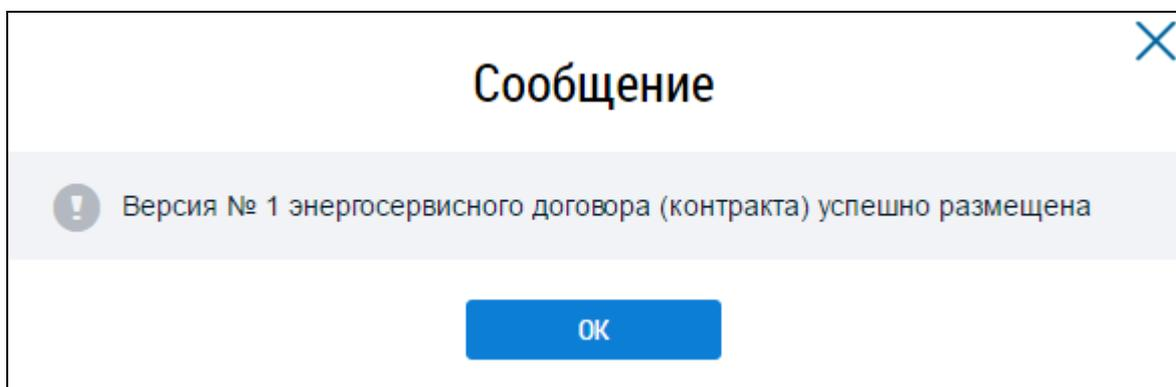 Сообщение
Версия № 1 энергосервисного договора (контракта) успешно размещена
ОК